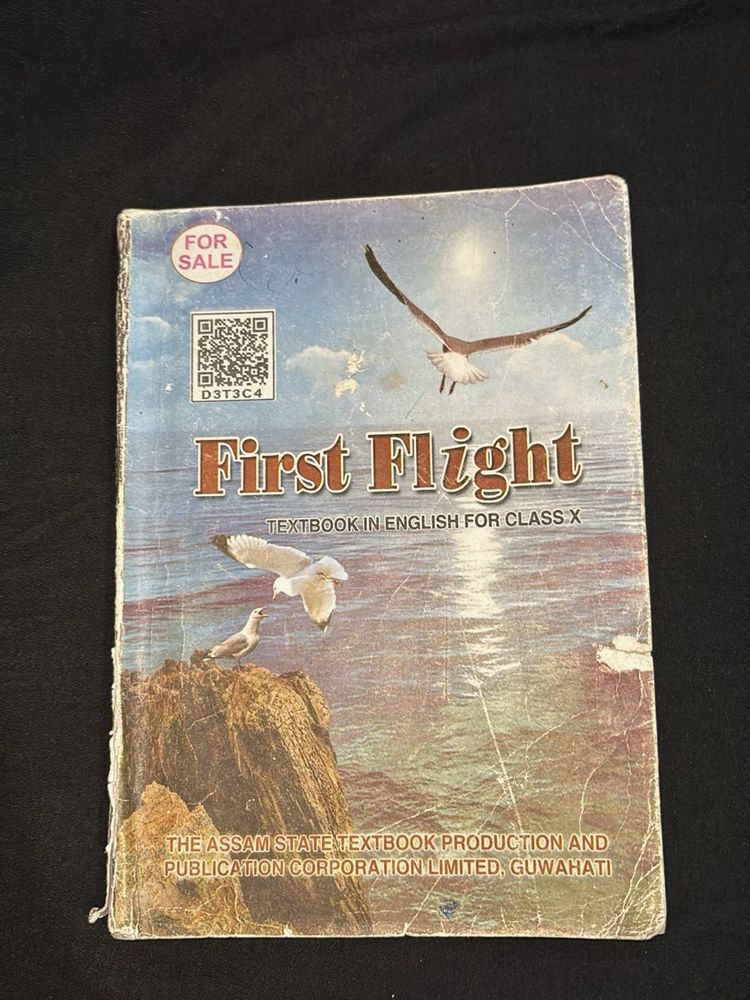 FOR
SALE
D3T3C4
First Flight
TEXTBOOK IN ENGLISH FOR CLASS X
THE ASSAM STATE TEXTBOOK PRODUCTION AND
PUBLICATION CORPORATION LIMITED, GUWAHATI